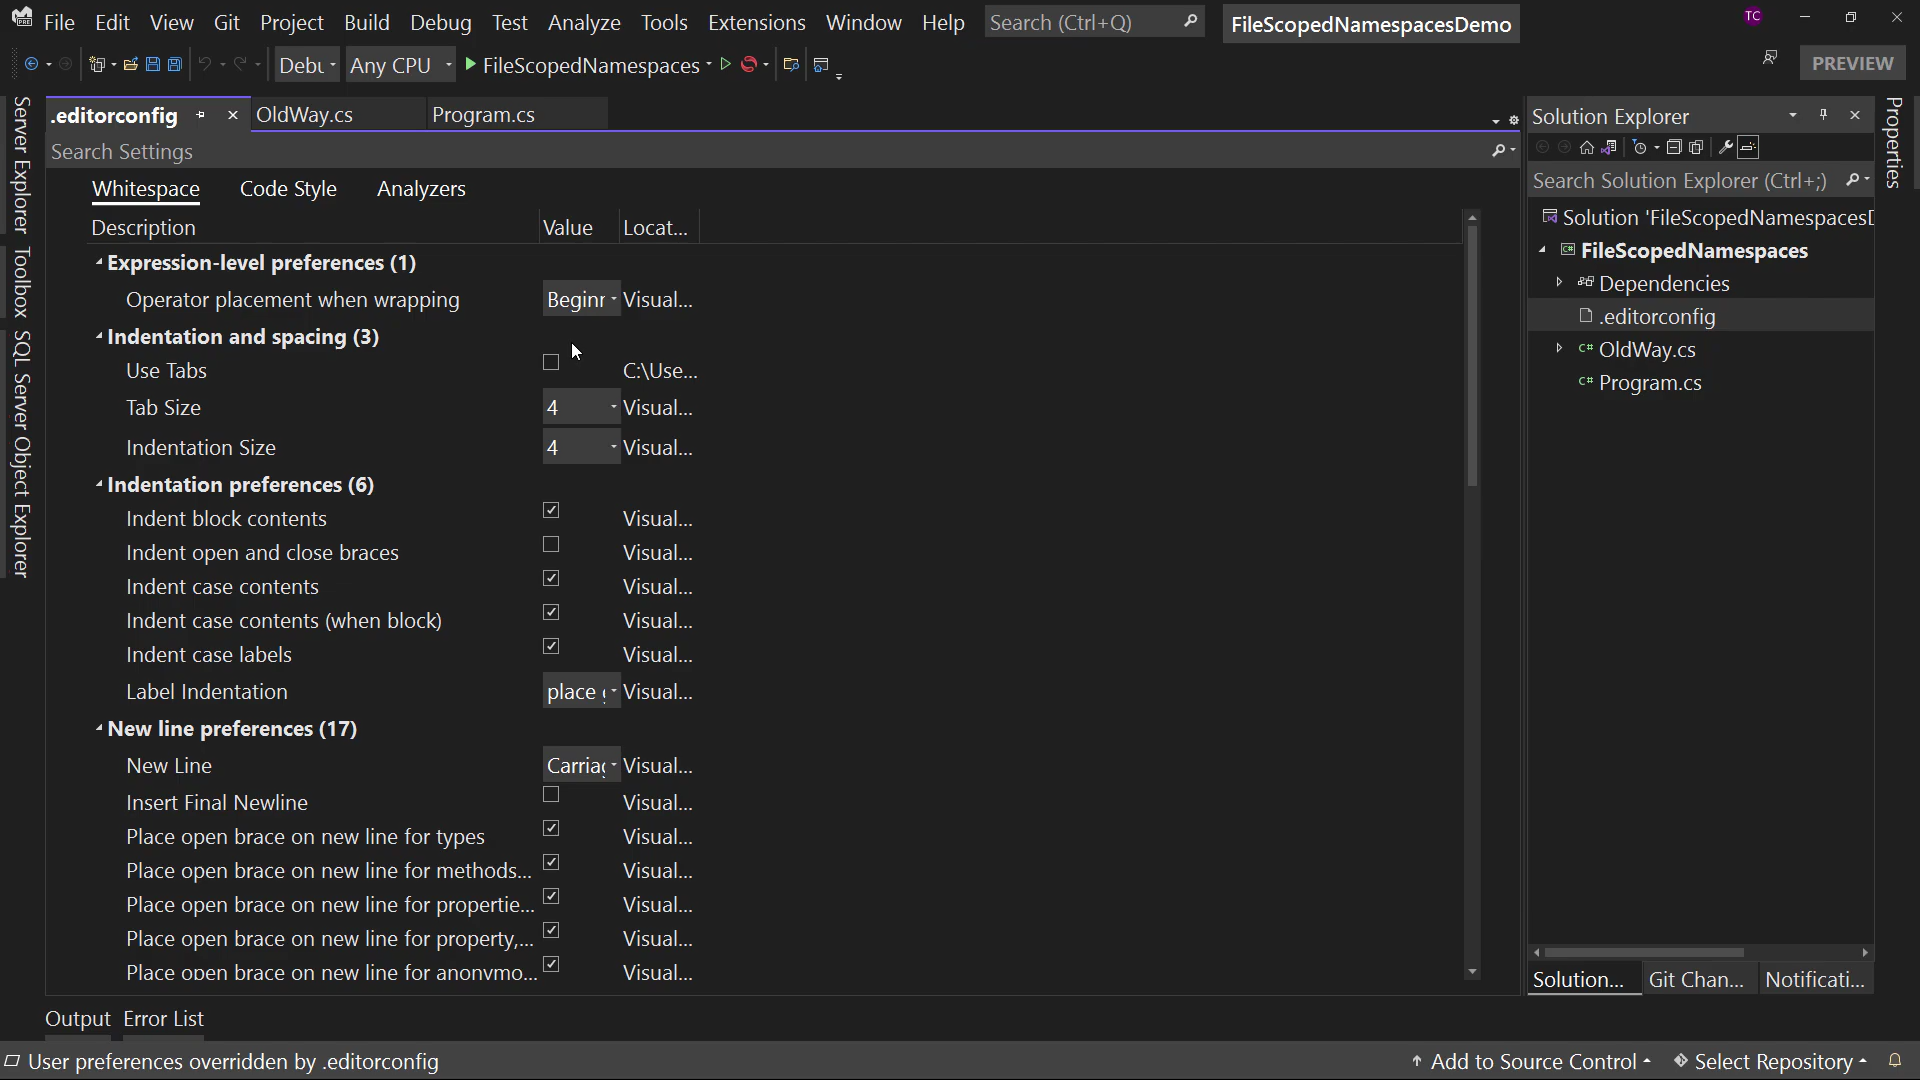 File Edit View Git Project Build Debug Test Analyze Tools Extensions Window Help Search (Ctrl+Q) FileScopedNamespacesDemo TC
Debu Any CPU FileScopedNamespaces PREVIEW
Server Explorer
Toolbox
SQL Server Object Explorer
.editorconfig OldWay.cs Program.cs
Search Settings
Whitespace Code Style Analyzers
Description Value Locat...
Expression-level preferences (1)
Operator placement when wrapping Beginr Visual...
Indentation and spacing (3)
Use Tabs C:\Use...
Tab Size 4 Visual...
Indentation Size 4 Visual...
Indentation preferences (6)
Indent block contents Visual...
Indent open and close braces Visual...
Indent case contents Visual...
Indent case contents (when block) Visual...
Indent case labels Visual...
Label Indentation place Visual...
New line preferences (17)
New Line Carria Visual...
Insert Final Newline Visual...
Place open brace on new line for types Visual...
Place open brace on new line for methods... Visual...
Place open brace on new line for propertie... Visual...
Place open brace on new line for property,... Visual...
Place open brace on new line for anonymo... Visual...
Solution Explorer
Search Solution Explorer (Ctrl+;)
Solution 'FileScopedNamespacesD
FileScopedNamespaces
Dependencies
.editorconfig
C# OldWay.cs
C# Program.cs
Solution... Git Chan... Notificati...
Properties
Output Error List
User preferences overridden by .editorconfig Add to Source Control Select Repository